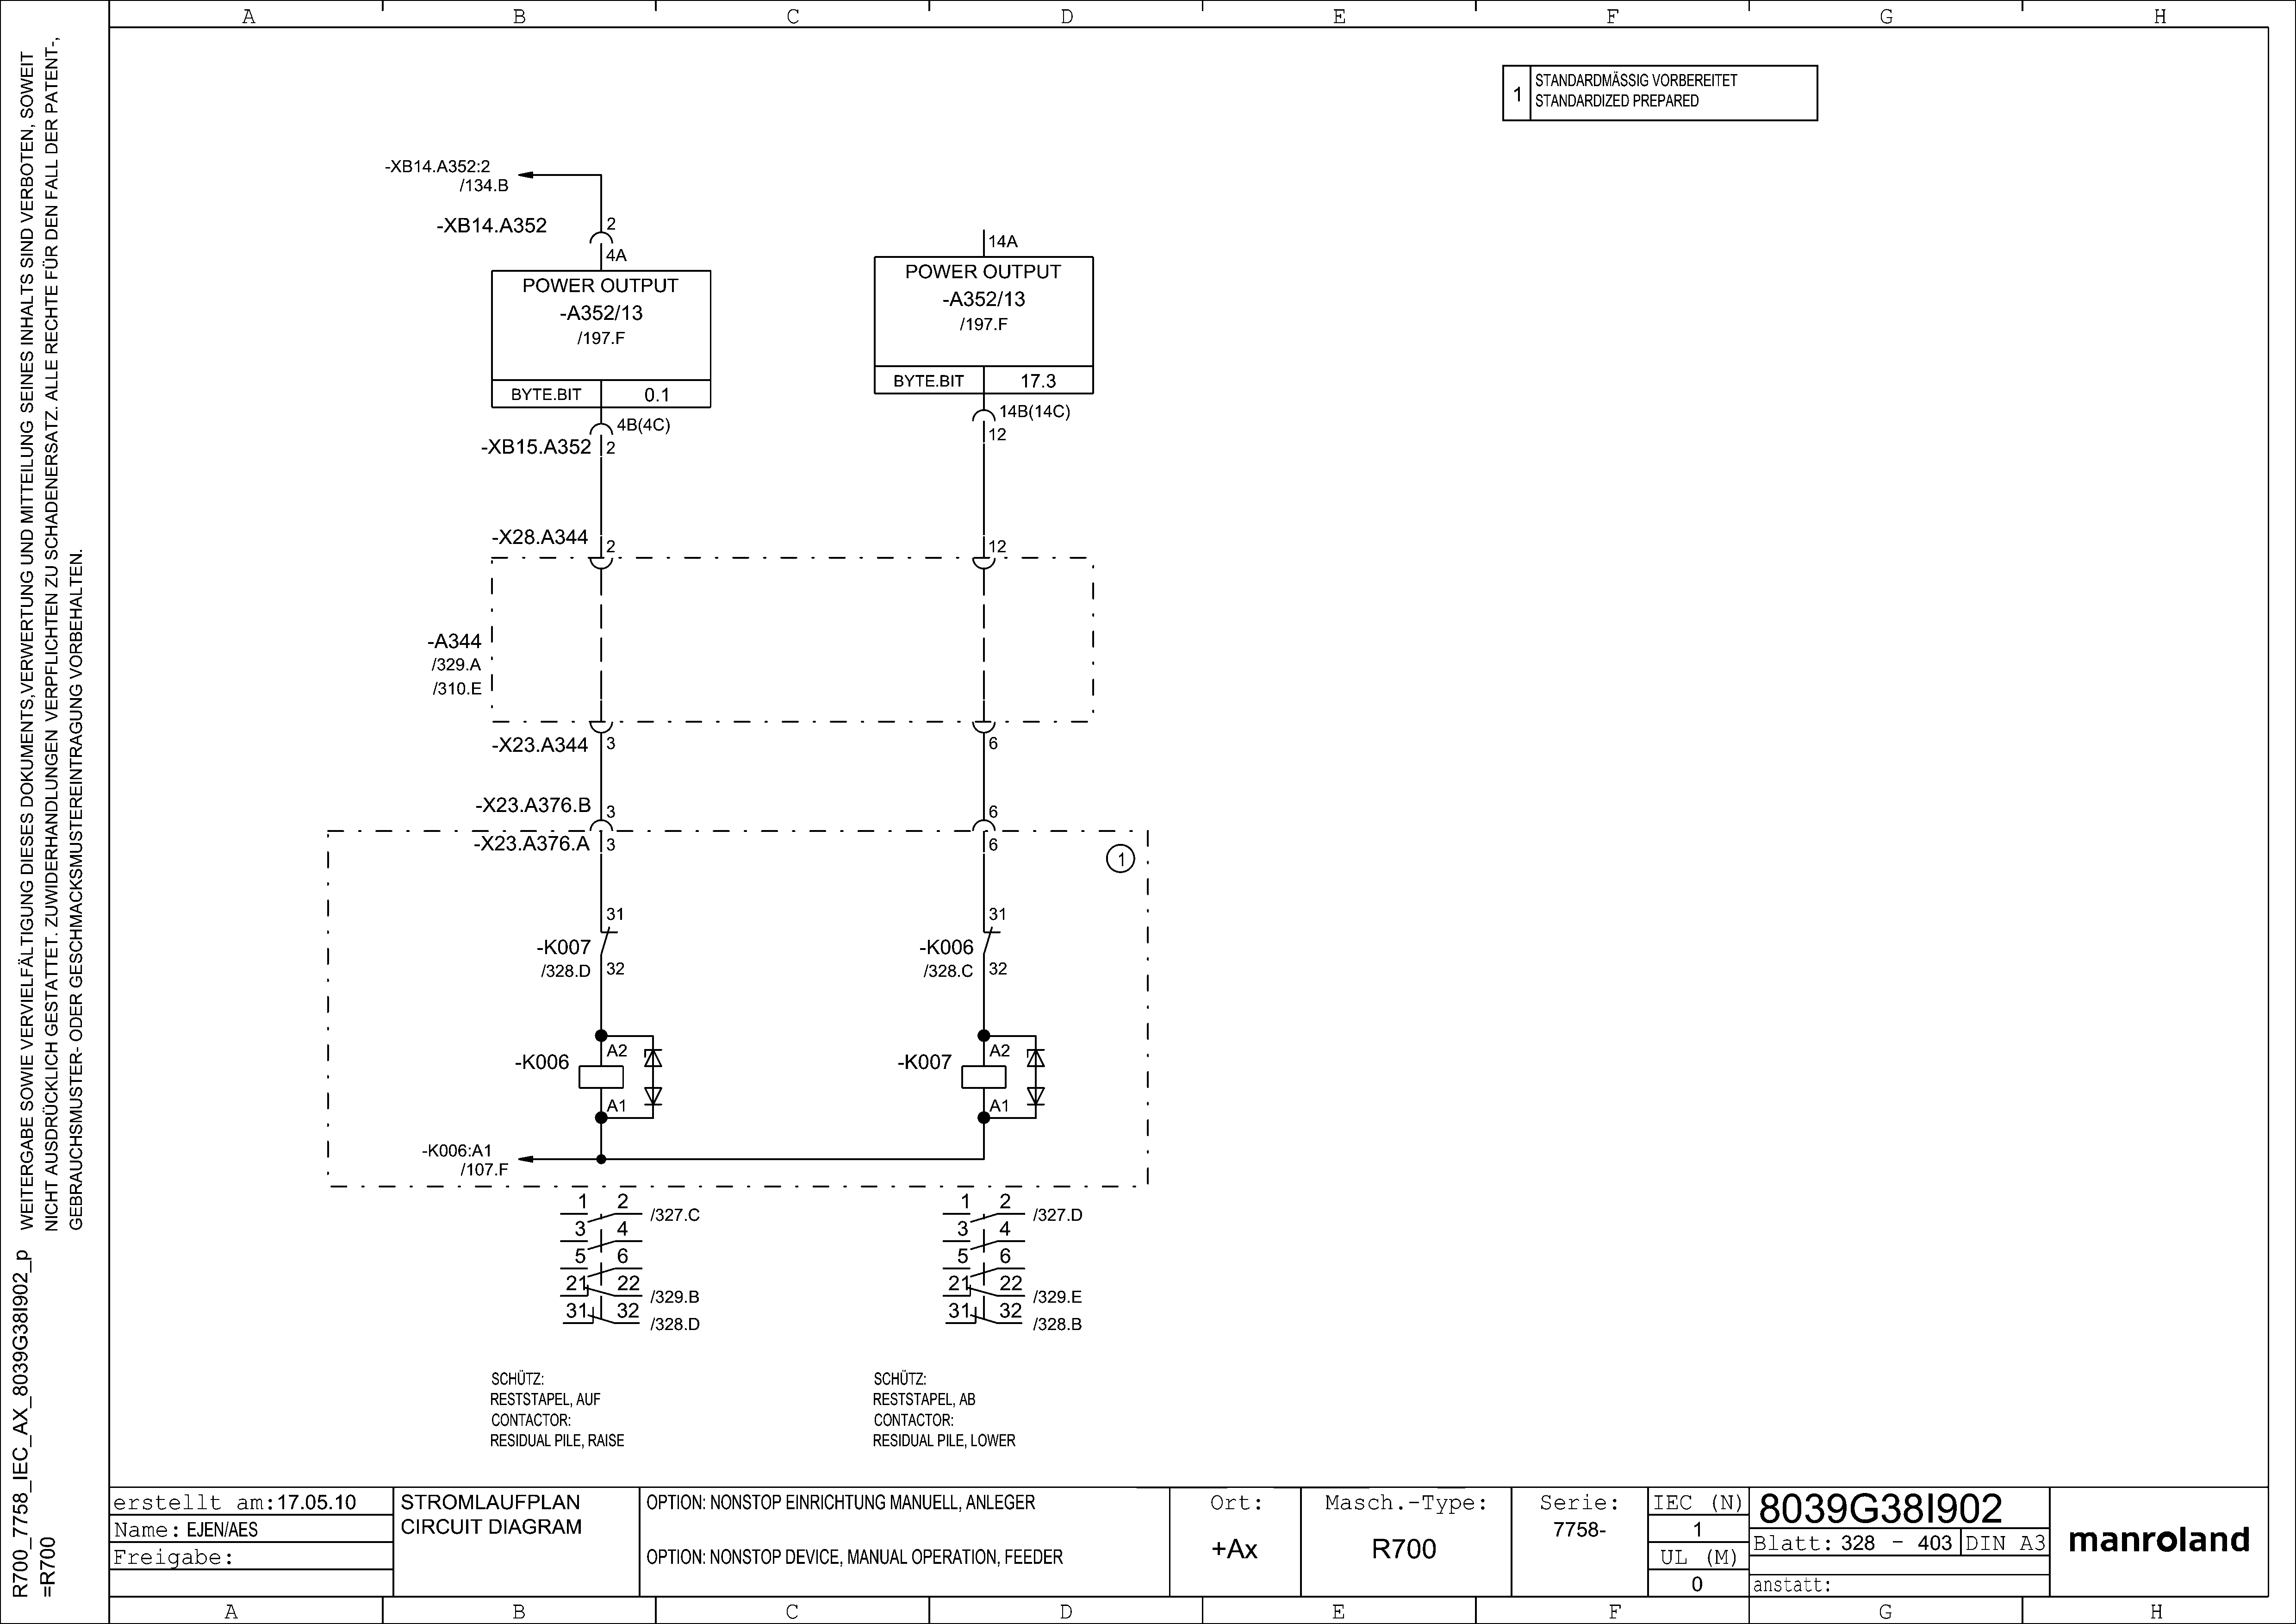 A B C D E F G H
1 STANDARDMÄSSIG VORBEREITET
STANDARDIZED PREPARED
-XB14.A352:2
/134.B
-XB14.A352 2
4A
POWER OUTPUT
-A352/13
/197.F
BYTE.BIT 0.1
4B(4C)
-XB15.A352 2
14A
POWER OUTPUT
-A352/13
/197.F
BYTE.BIT 17.3
14B(14C)
12
-X28.A344 2 12
-A344
/329.A
/310.E
-X23.A344 3 6
-X23.A376.B 3 6
-X23.A376.A 3 6
1
31
-K007
/328.D 32
31
-K006
/328.C 32
A2
-K006
A1
A2
-K007
A1
-K006:A1
/107.F
1 2 /327.C
3 4
5 6
21 22 /329.B
31 32 /328.D
1 2 /327.D
3 4
5 6
21 22 /329.E
31 32 /328.B
SCHÜTZ:
RESTSTAPEL, AUF
CONTACTOR:
RESIDUAL PILE, RAISE
SCHÜTZ:
RESTSTAPEL, AB
CONTACTOR:
RESIDUAL PILE, LOWER
erstellt am:17.05.10
Name: EJEN/AES
Freigabe:
STROMLAUFPLAN
CIRCUIT DIAGRAM
OPTION: NONSTOP EINRICHTUNG MANUELL, ANLEGER
OPTION: NONSTOP DEVICE, MANUAL OPERATION, FEEDER
Ort:
+Ax
Masch.-Type:
R700
Serie:
7758-
IEC (N)
1
UL (M)
0
8039G38I902
Blatt: 328 - 403 DIN A3
anstatt:
manroland
A B C D E F G H
WEITERGABE SOWIE VERVIELFÄLTIGUNG DIESES DOKUMENTS,VERWERTUNG UND MITTEILUNG SEINES INHALTS SIND VERBOTEN, SOWEIT
NICHT AUSDRÜCKLICH GESTATTET. ZUWIDERHANDLUNGEN VERPFLICHTEN ZU SCHADENERSATZ. ALLE RECHTE FÜR DEN FALL DER PATENT-,
GEBRAUCHSMUSTER- ODER GESCHMACKSMUSTEREINTRAGUNG VORBEHALTEN.
R700_7758_IEC_AX_8039G38I902_p
=R700